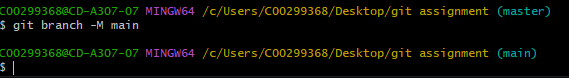 C00299368@CD-A307-07 MINGW64 /c/Users/C00299368/Desktop/git assignment (master)
$ git branch -M main
C00299368@CD-A307-07 MINGW64 /c/Users/C00299368/Desktop/git assignment (main)
$